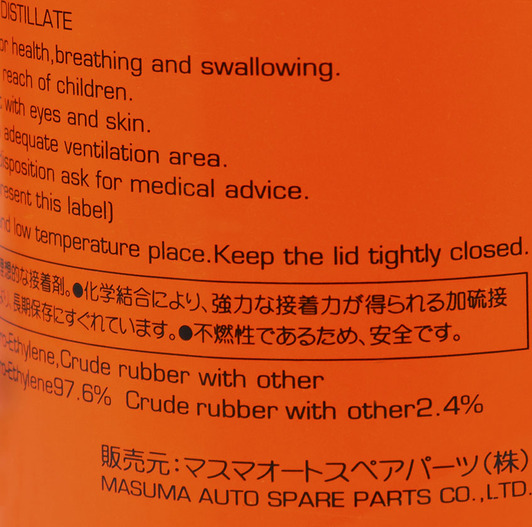 DISTILLATE
or health,breathing and swallowing.
reach of children.
with eyes and skin.
adequate ventilation area.
disposition ask for medical advice.
resent this label)
nd low temperature place.Keep the lid tightly closed.
的な接着剤。●化学結合により、強力な接着力が得られる加硫接
長期保存にすぐれています。●不燃性であるため、安全です。
ro-Ethylene,Crude rubber with other
ro-Ethylene97.6% Crude rubber with other2.4%
販売元:マスマオートスペアパーツ(株)
MASUMA AUTO SPARE PARTS CO.,LTD.